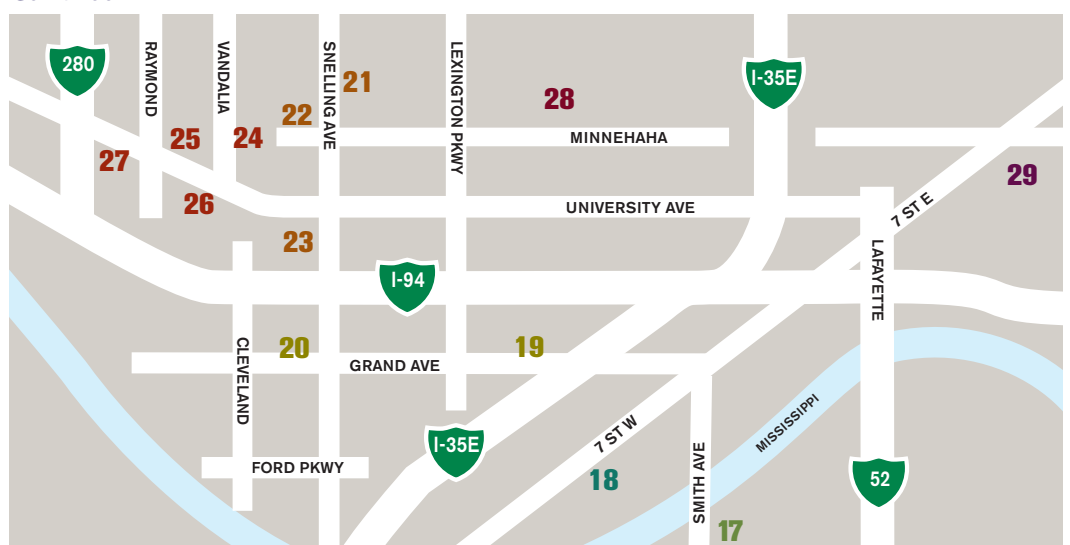 280
RAYMOND
VANDALIA
SNELLING AVE
LEXINGTON PKWY
I-35E
21
28
22
25
24
27
MINNEHAHA
29
26
UNIVERSITY AVE
7 ST E
23
LAFAYETTE
I-94
20
19
CLEVELAND
GRAND AVE
I-35E
7 ST W
MISSISSIPPI
FORD PKWY
18
SMITH AVE
52
17